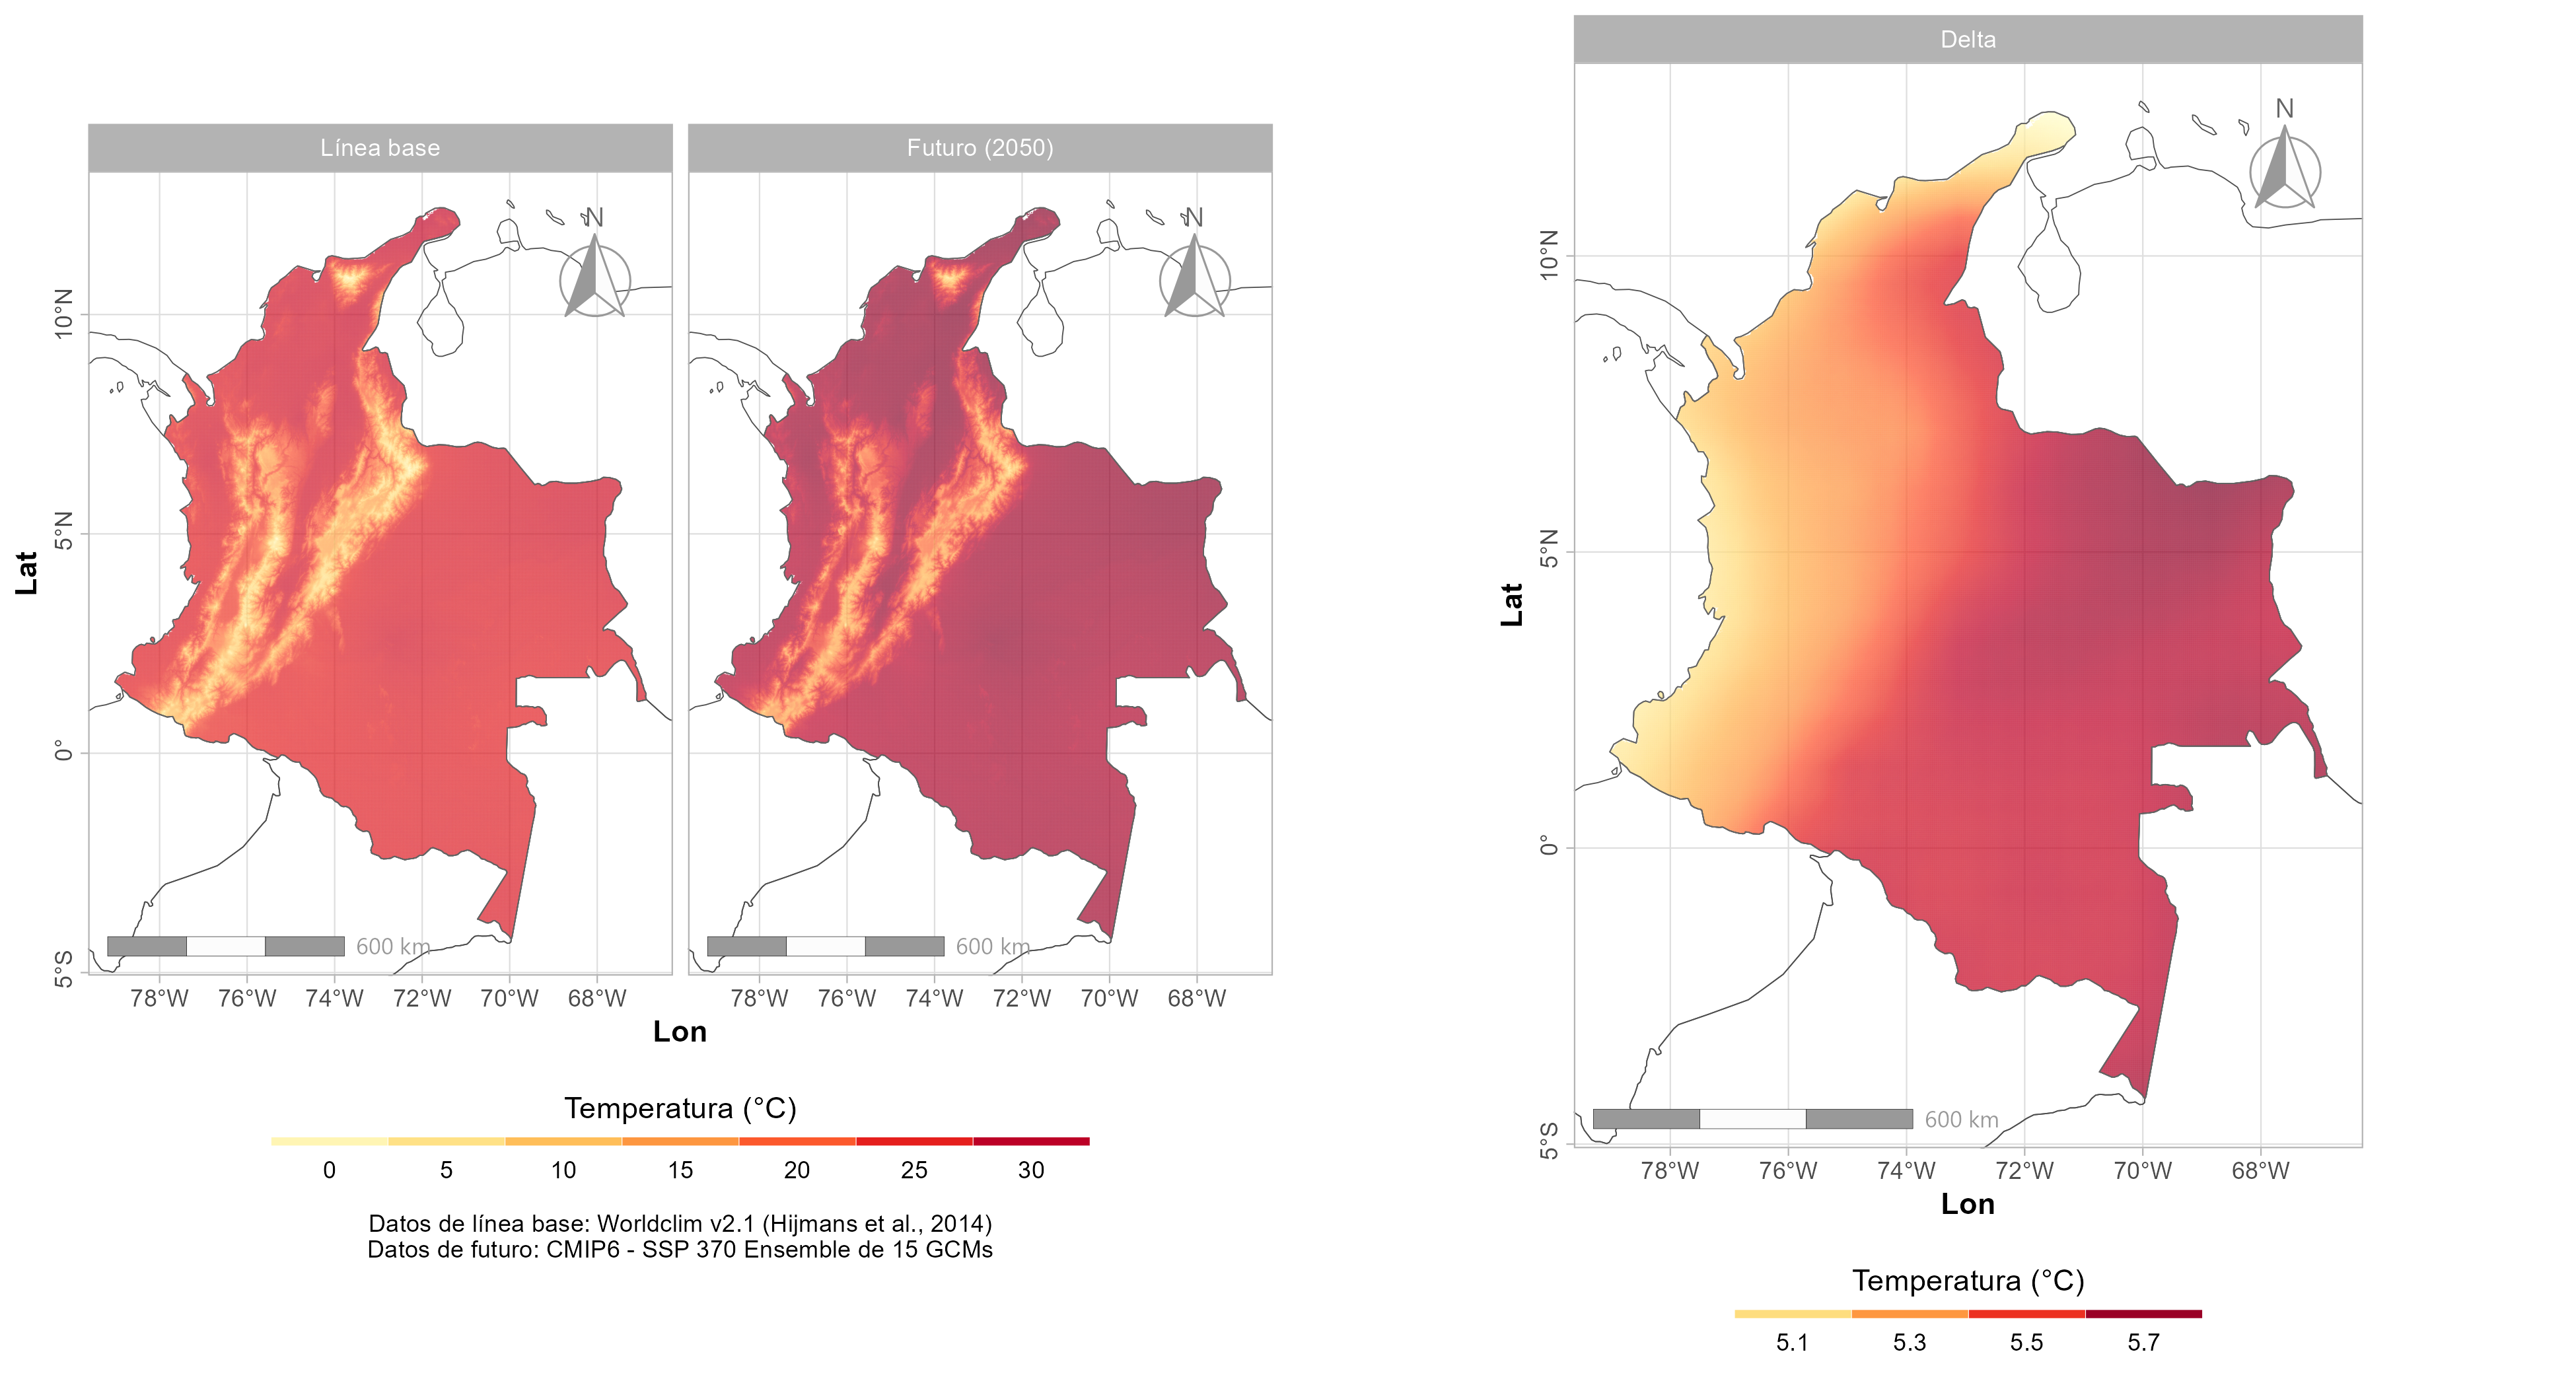 Línea base
Futuro (2050)
N
N
10°N
5°N
0°
5°S
Lat
600 km
600 km
78°W 76°W 74°W 72°W 70°W 68°W
78°W 76°W 74°W 72°W 70°W 68°W
Lon
Temperatura (°C)
0 5 10 15 20 25 30
Datos de línea base: Worldclim v2.1 (Hijmans et al., 2014)
Datos de futuro: CMIP6 - SSP 370 Ensemble de 15 GCMs
Delta
N
10°N
5°N
0°
5°S
Lat
600 km
78°W 76°W 74°W 72°W 70°W 68°W
Lon
Temperatura (°C)
5.1 5.3 5.5 5.7